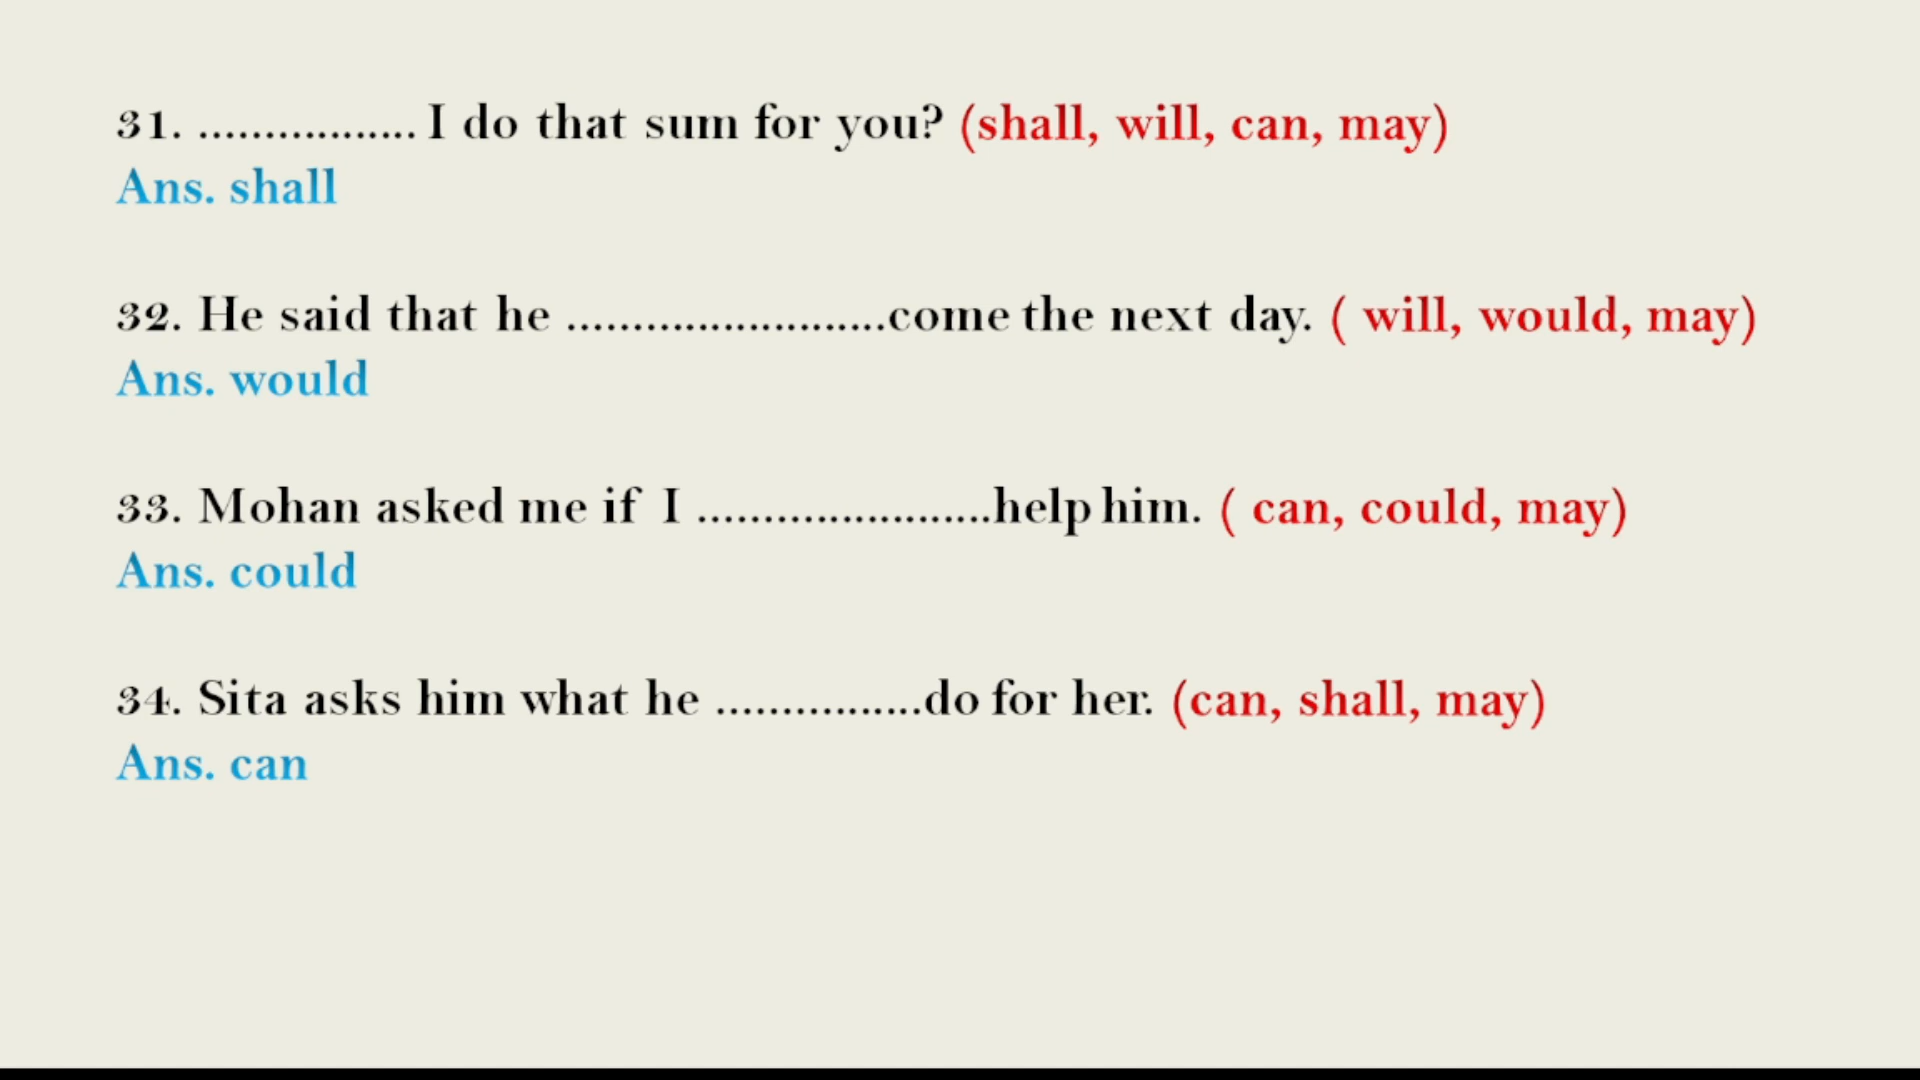 31. ................. I do that sum for you? (shall, will, can, may)
Ans. shall
32. He said that he .........................come the next day. ( will, would, may)
Ans. would
33. Mohan asked me if I .......................help him. ( can, could, may)
Ans. could
34. Sita asks him what he ................do for her. (can, shall, may)
Ans. can